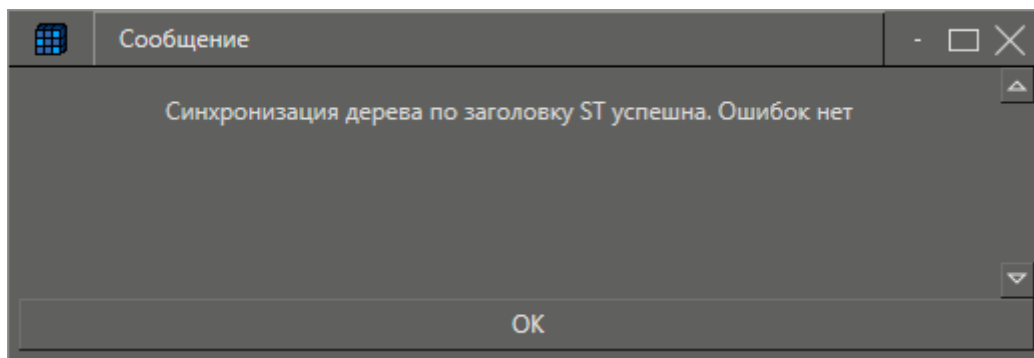 Сообщение
Синхронизация дерева по заголовку ST успешна. Ошибок нет
OK